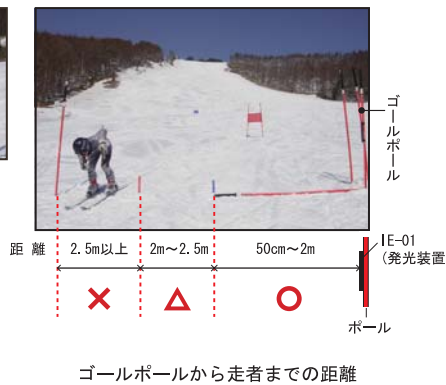 ゴールポール
距 離
2.5m以上
2m〜2.5m
50cm〜2m
IE-01
(発光装置
ポール
ゴールポールから走者までの距離